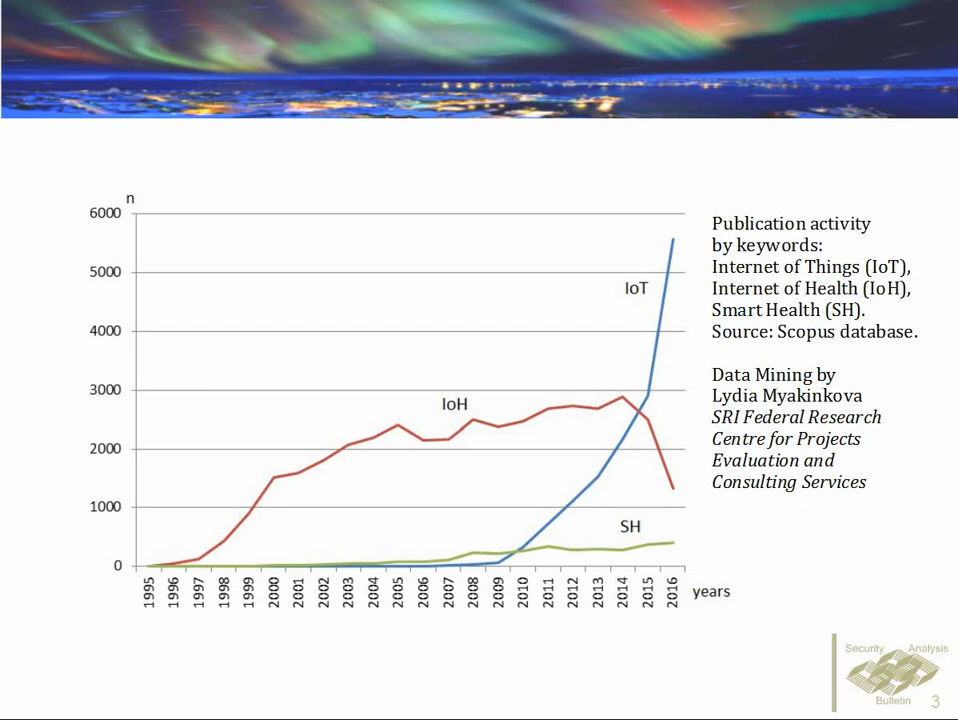 n
6000
5000
4000
3000
2000
1000
0
IoT
IoH
SH
1995
1996
1997
1998
1999
2000
2001
2002
2003
2004
2005
2006
2007
2008
2009
2010
2011
2012
2013
2014
2015
2016
years
Publication activity
by keywords:
Internet of Things (IoT),
Internet of Health (IoH),
Smart Health (SH).
Source: Scopus database.
Data Mining by
Lydia Myakinkova
SRI Federal Research
Centre for Projects
Evaluation and
Consulting Services
Security Analysis
Bulletin
3